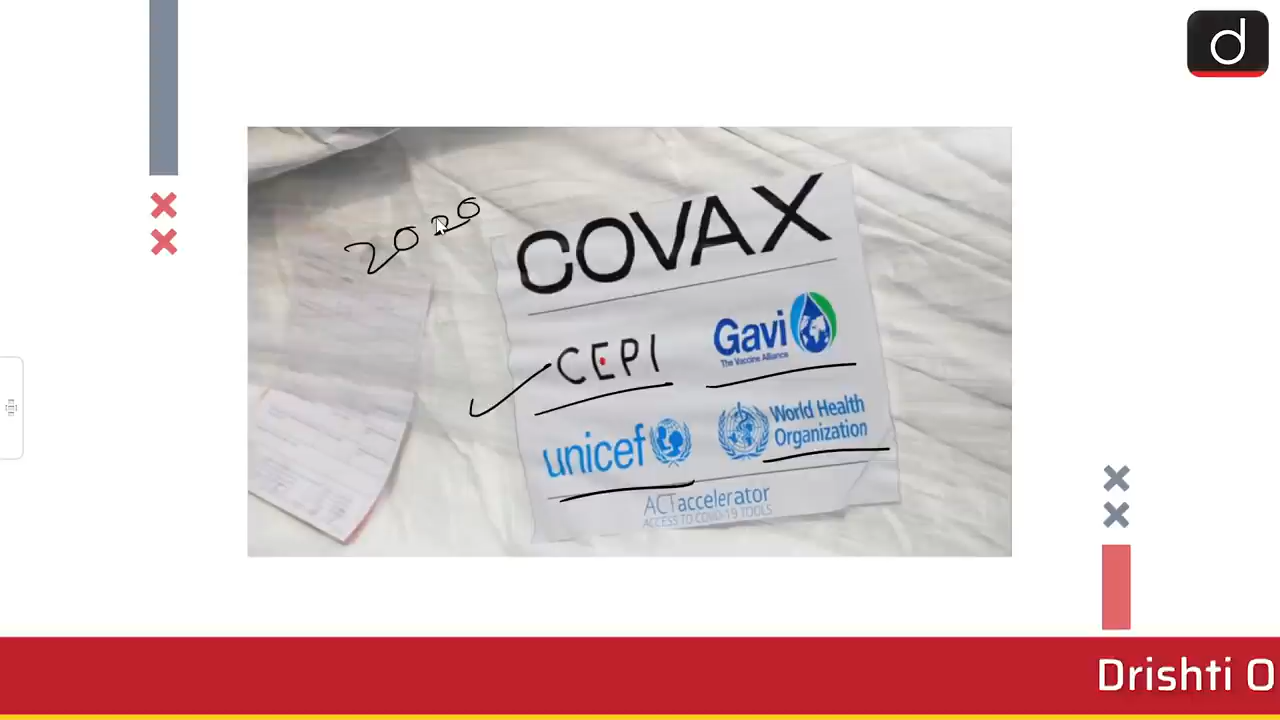 d
2020
COVAX
CEPI
Gavi
The Vaccine Alliance
unicef
World Health
Organization
ACTaccelerator
ACCESS TO COVID-19 TOOLS
Drishti O